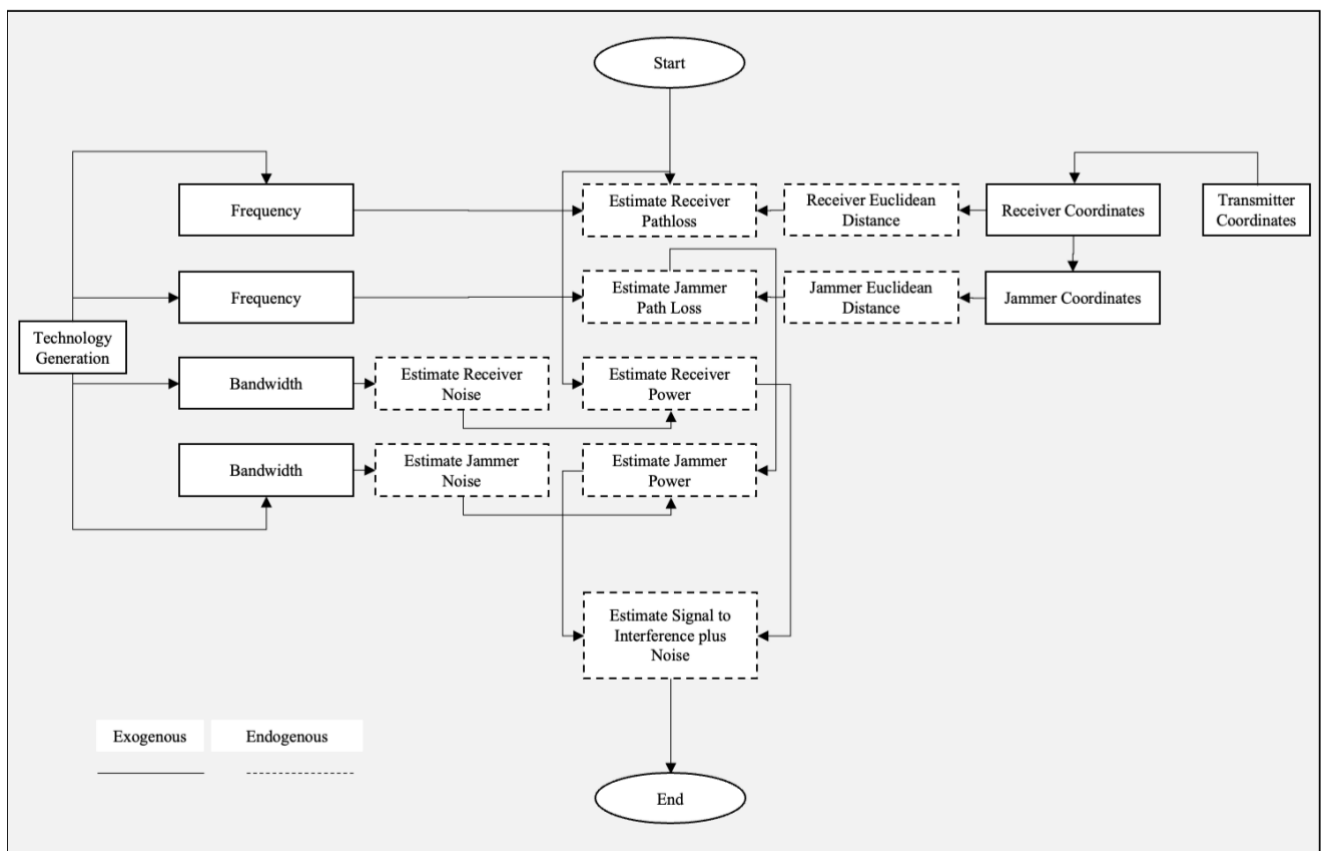 Start
Frequency
Estimate Receiver
Pathloss
Receiver Euclidean
Distance
Receiver Coordinates
Transmitter
Coordinates
Frequency
Estimate Jammer
Path Loss
Jammer Euclidean
Distance
Jammer Coordinates
Technology
Generation
Bandwidth
Estimate Receiver
Noise
Estimate Receiver
Power
Bandwidth
Estimate Jammer
Noise
Estimate Jammer
Power
Estimate Signal to
Interference plus
Noise
Exogenous
Endogenous
End